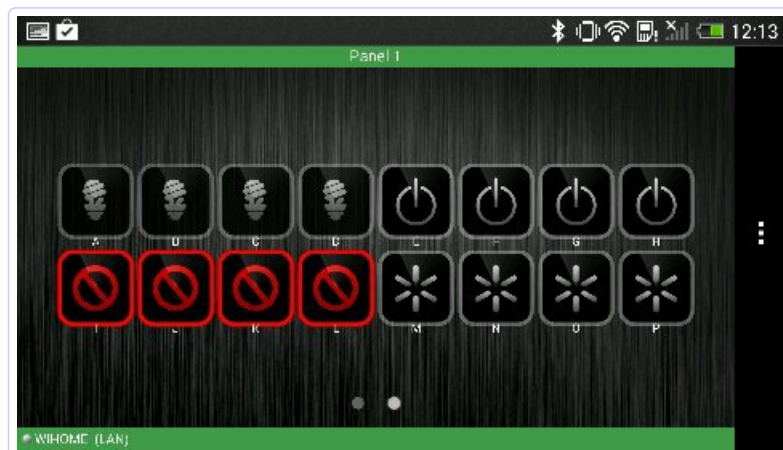 12:13
Panel 1
A B C D E F G H
I J K L M N O P
WIHOME (LAN)